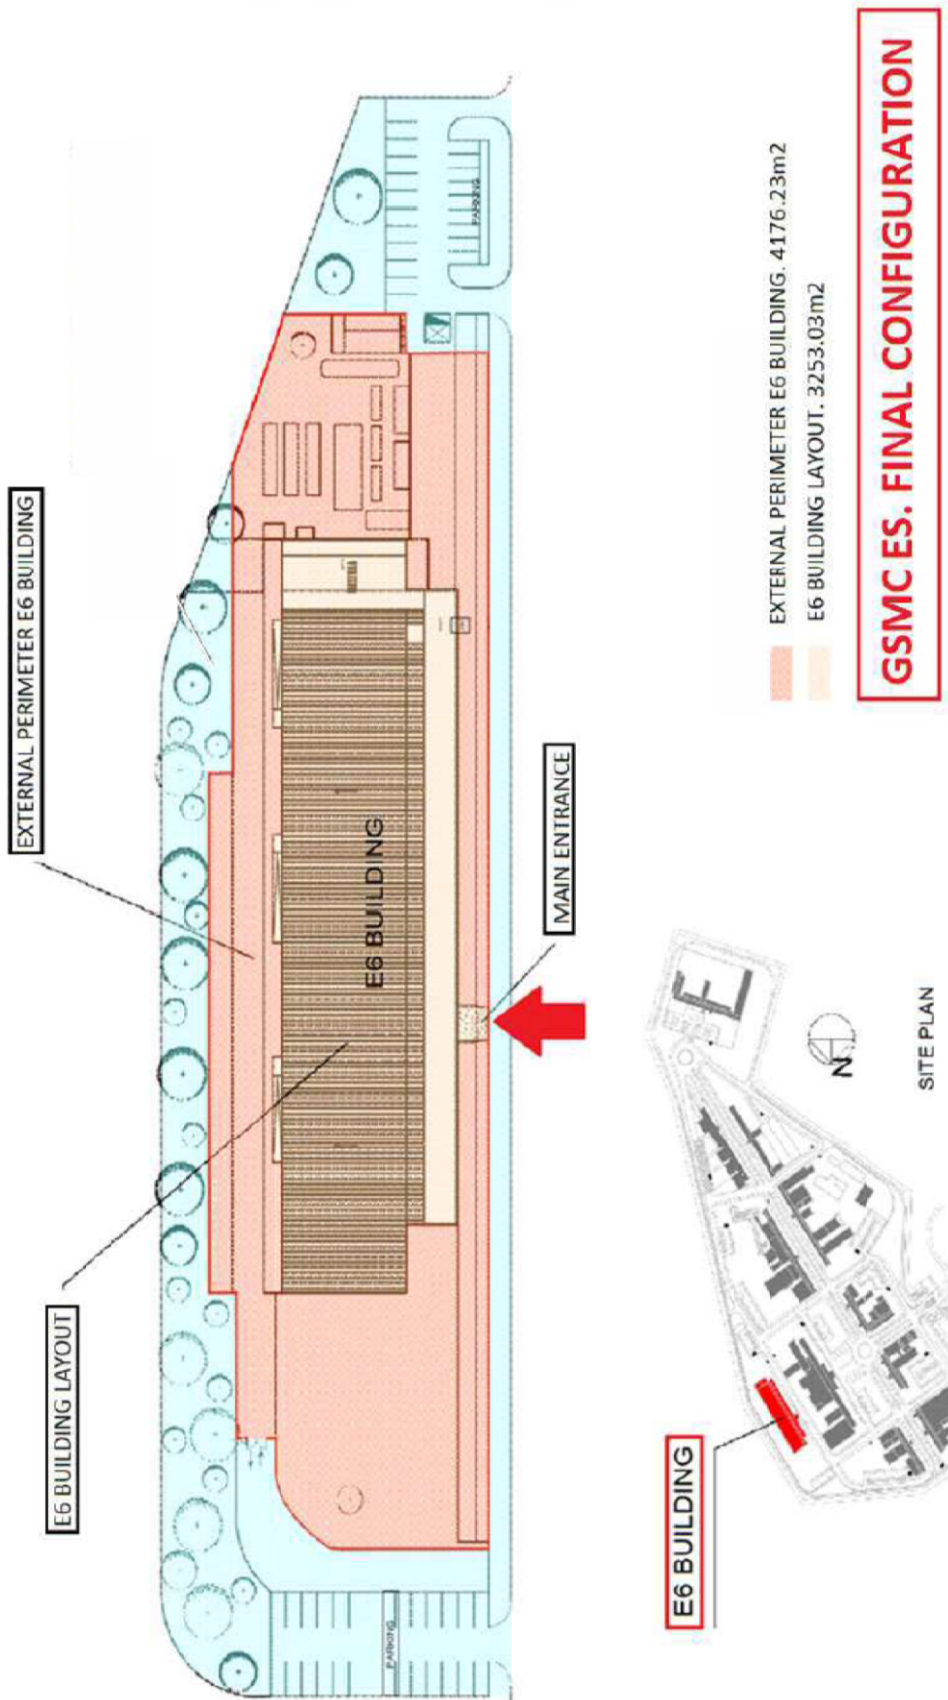 EXTERNAL PERIMETER E6 BUILDING
E6 BUILDING LAYOUT
PARKING
E6 BUILDING
PARKING
MAIN ENTRANCE
EXTERNAL PERIMETER E6 BUILDING. 4176.23m2
E6 BUILDING LAYOUT. 3253.03m2
GSMC ES. FINAL CONFIGURATION
E6 BUILDING
N
SITE PLAN